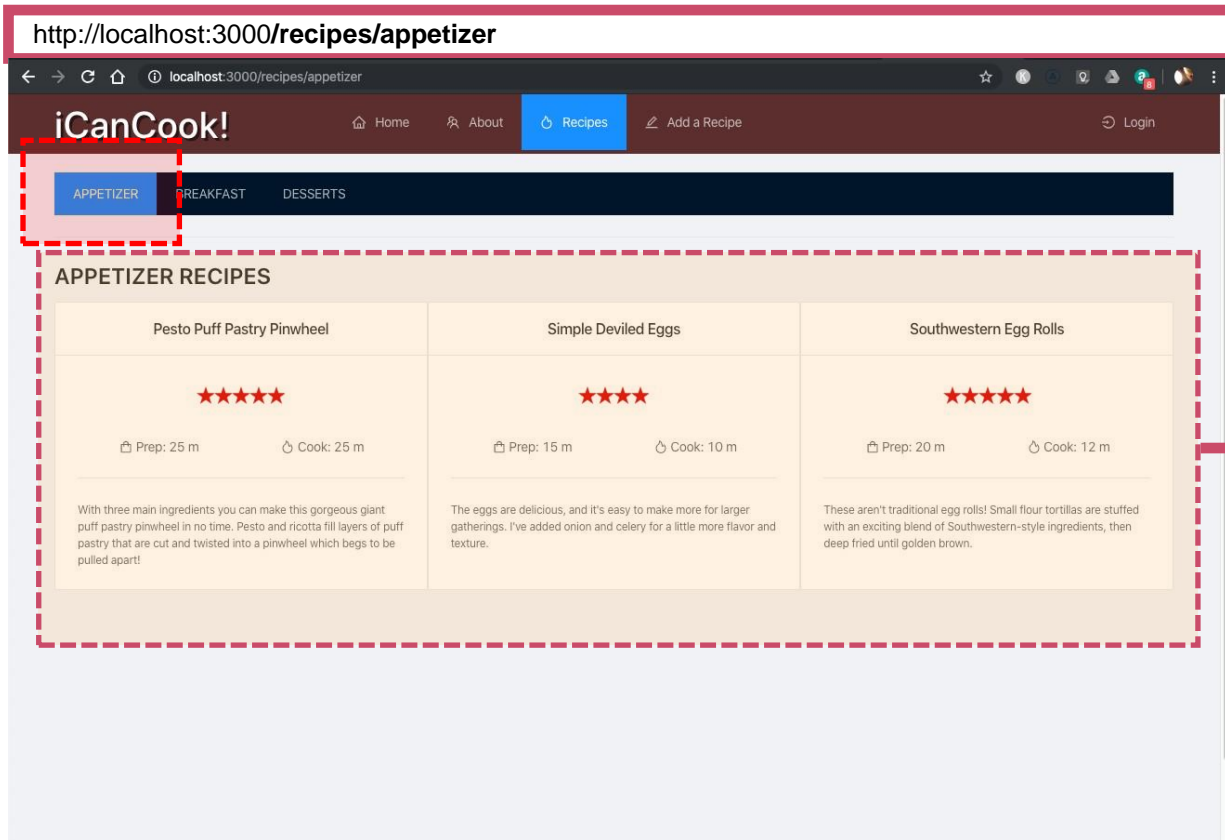 http://localhost:3000/recipes/appetizer
localhost:3000/recipes/appetizer
8
iCanCook!
Home
About
Recipes
Add a Recipe
Login
APPETIZER
BREAKFAST
DESSERTS
APPETIZER RECIPES
Pesto Puff Pastry Pinwheel
★★★★★
Prep: 25 m
Cook: 25 m
With three main ingredients you can make this gorgeous giant
puff pastry pinwheel in no time. Pesto and ricotta fill layers of puff
pastry that are cut and twisted into a pinwheel which begs to be
pulled apart!
Simple Deviled Eggs
★★★★
Prep: 15 m
Cook: 10 m
The eggs are delicious, and it's easy to make more for larger
gatherings. I've added onion and celery for a little more flavor and
texture.
Southwestern Egg Rolls
★★★★★
Prep: 20 m
Cook: 12 m
These aren't traditional egg rolls! Small flour tortillas are stuffed
with an exciting blend of Southwestern-style ingredients, then
deep fried until golden brown.